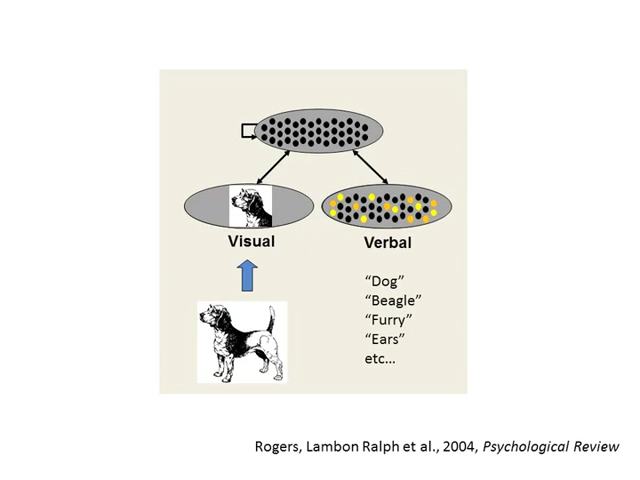 Visual
Verbal
“Dog”
“Beagle”
“Furry”
“Ears”
etc...
Rogers, Lambon Ralph et al., 2004, Psychological Review